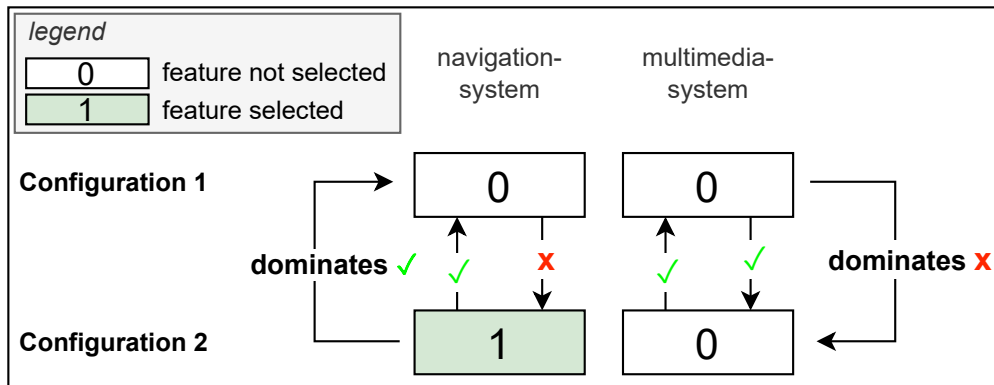 legend
0 feature not selected
1 feature selected
navigation-
system
multimedia-
system
Configuration 1
0
0
dominates ✓
✓
x
✓
✓
dominates x
Configuration 2
1
0